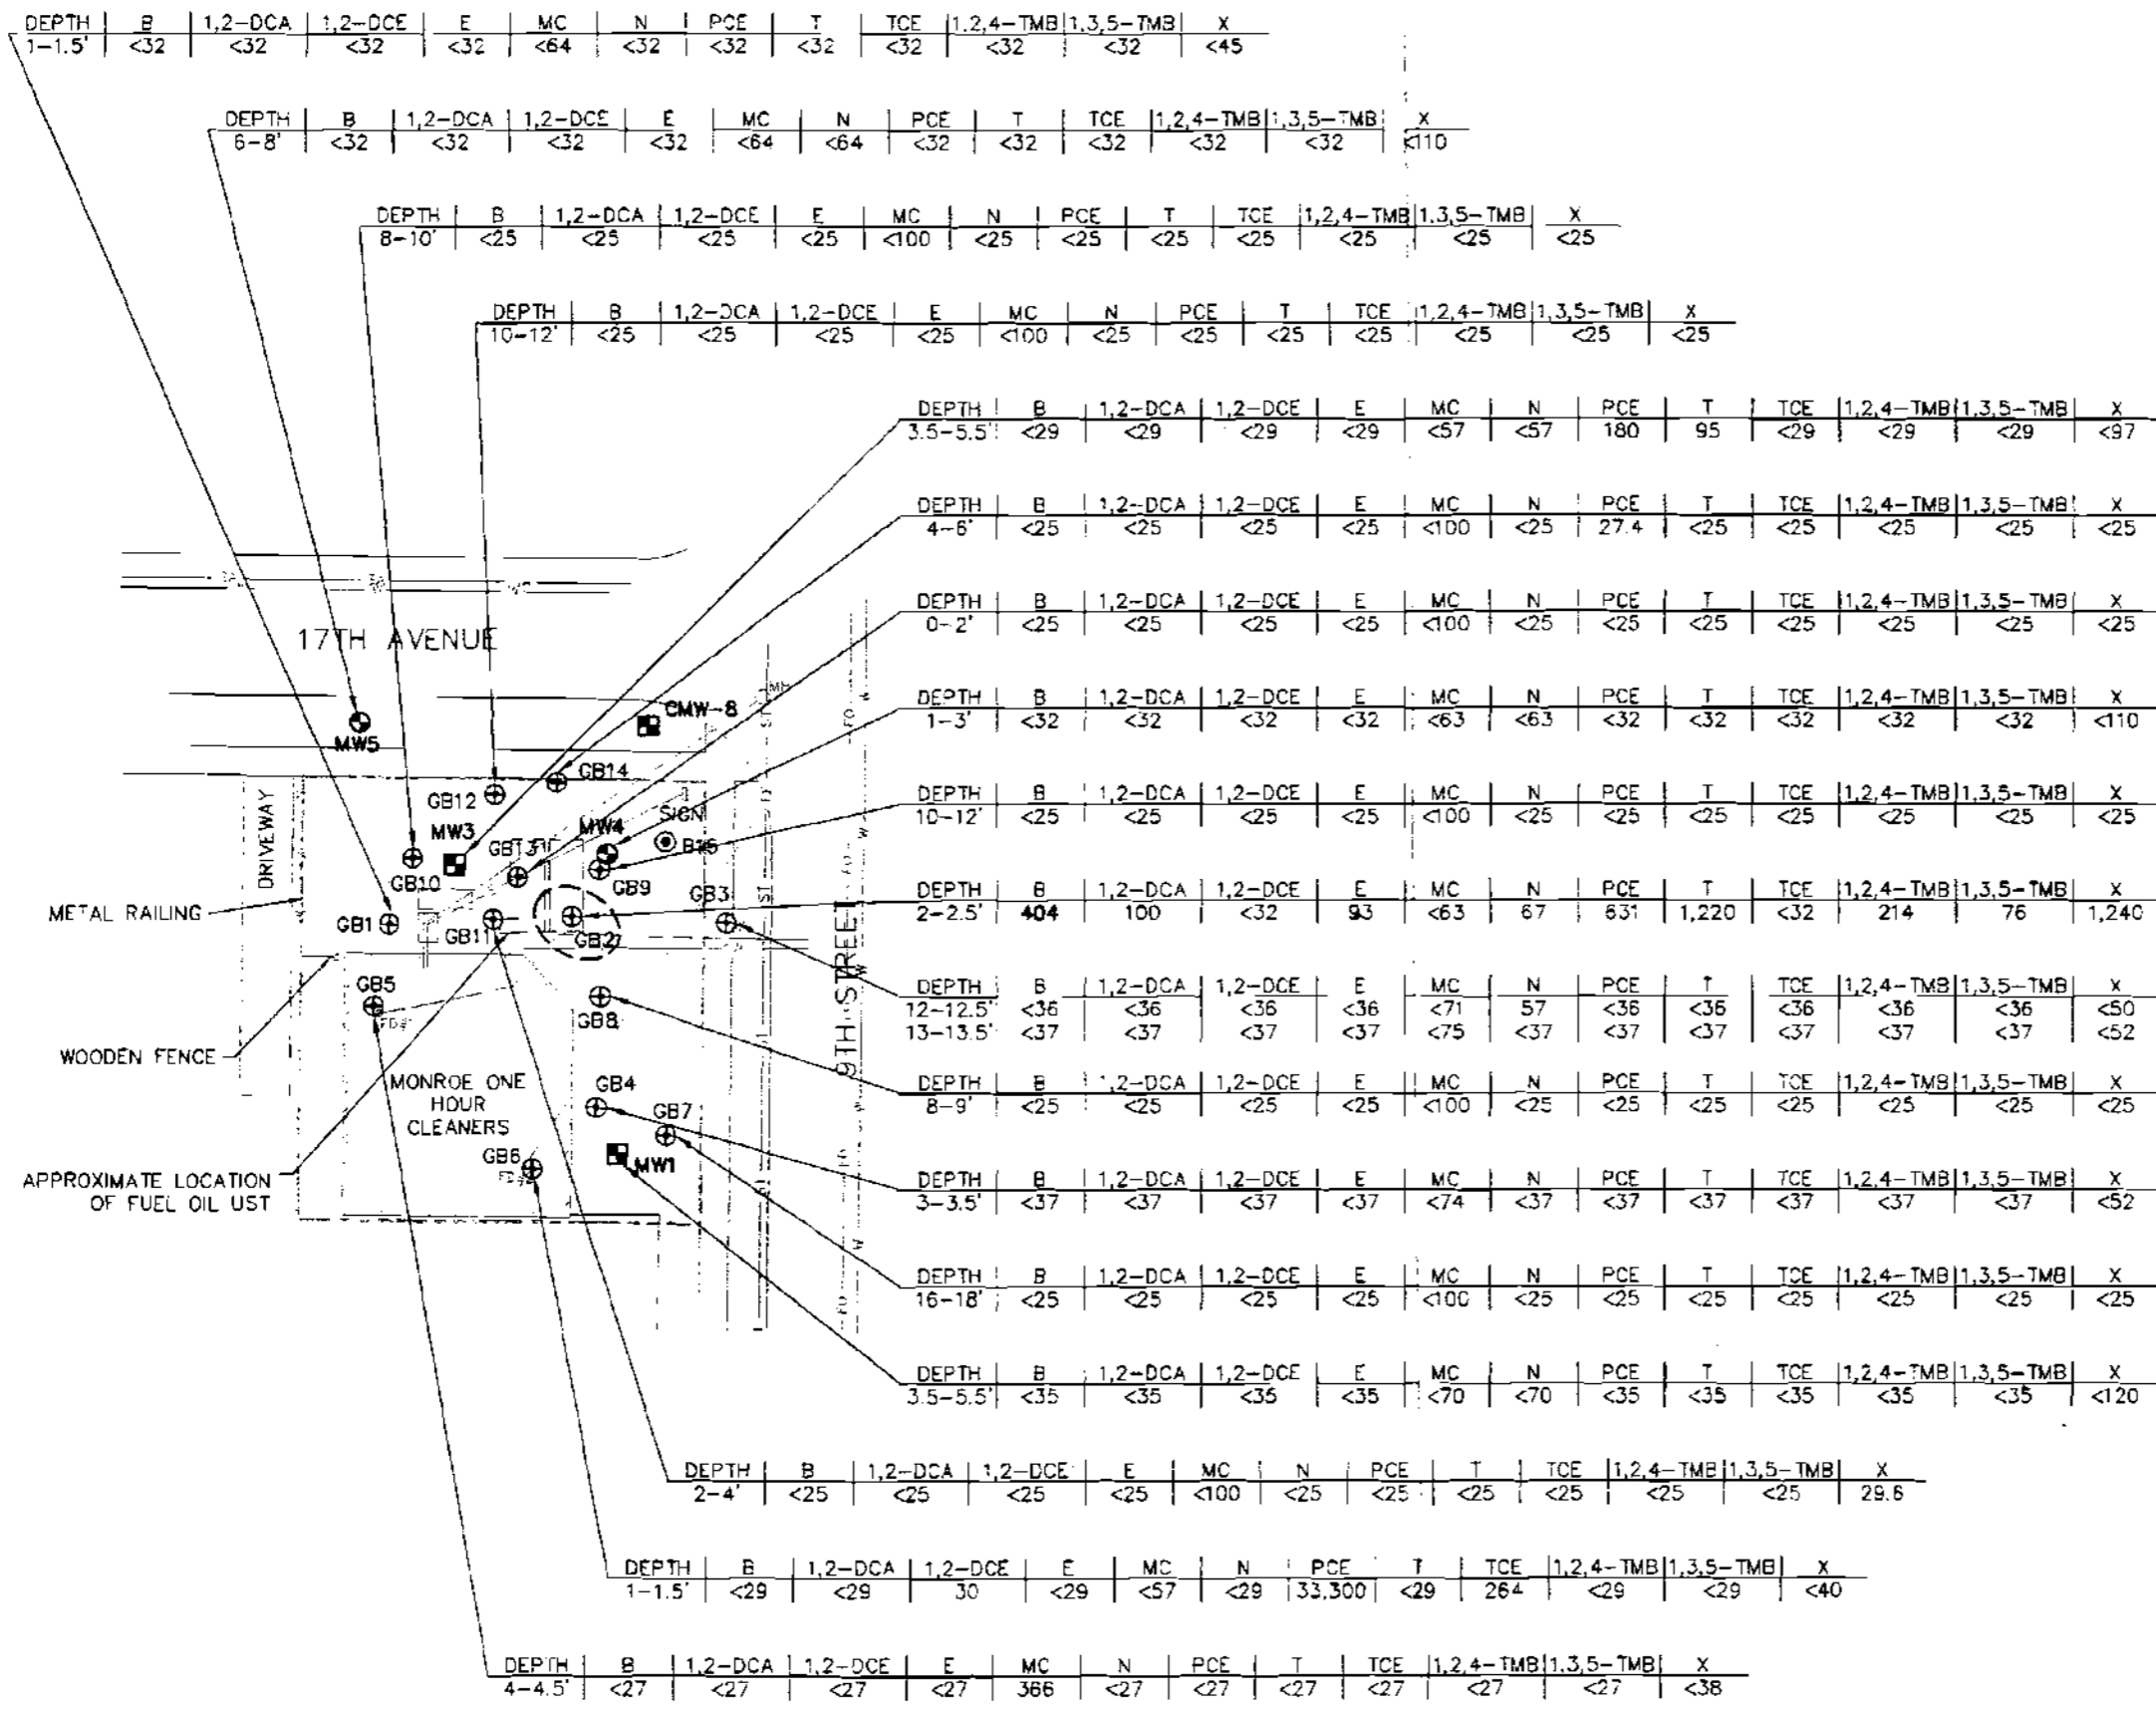 DEPTH B 1,2-DCA 1,2-DCE E MC N PCE T TCE 1,2,4-TMB 1,3,5-TMB X
1-1.5' <32 <32 <32 <32 <64 <32 <32 <32 <32 <32 <32 <45
DEPTH B 1,2-DCA 1,2-DCE E MC N PCE T TCE 1,2,4-TMB 1,3,5-TMB X
6-8' <32 <32 <32 <32 <64 <64 <32 <32 <32 <32 <32 <110
DEPTH B 1,2-DCA 1,2-DCE E MC N PCE T TCE 1,2,4-TMB 1,3,5-TMB X
8-10' <25 <25 <25 <25 <100 <25 <25 <25 <25 <25 <25 <25
DEPTH B 1,2-DCA 1,2-DCE E MC N PCE T TCE 1,2,4-TMB 1,3,5-TMB X
10-12' <25 <25 <25 <25 <100 <25 <25 <25 <25 <25 <25 <25
DEPTH B 1,2-DCA 1,2-DCE E MC N PCE T TCE 1,2,4-TMB 1,3,5-TMB X
3.5-5.5' <29 <29 <29 <29 <57 <57 180 95 <29 <29 <29 <97
DEPTH B 1,2-DCA 1,2-DCE E MC N PCE T TCE 1,2,4-TMB 1,3,5-TMB X
4-6' <25 <25 <25 <25 <100 <25 27.4 <25 <25 <25 <25 <25
DEPTH B 1,2-DCA 1,2-DCE E MC N PCE T TCE 1,2,4-TMB 1,3,5-TMB X
0-2' <25 <25 <25 <25 <100 <25 <25 <25 <25 <25 <25 <25
17TH AVENUE
DEPTH B 1,2-DCA 1,2-DCE E MC N PCE T TCE 1,2,4-TMB 1,3,5-TMB X
1-3' <32 <32 <32 <32 <63 <63 <32 <32 <32 <32 <32 <110
MH
CMW-8
MW5
GB14
GB12
DRIVEWAY
DEPTH B 1,2-DCA 1,2-DCE E MC N PCE T TCE 1,2,4-TMB 1,3,5-TMB X
10-12' <25 <25 <25 <25 <100 <25 <25 <25 <25 <25 <25 <25
SIGN
MW3
MW4
GB13
B15
GB10
GB9
GB3
METAL RAILING
GB1
GB11
GB2
DEPTH B 1,2-DCA 1,2-DCE E MC N PCE T TCE 1,2,4-TMB 1,3,5-TMB X
2-2.5' 404 100 <32 93 <63 67 631 1,220 <32 214 76 1,240
9TH STREET
GB5
GB8
DEPTH B 1,2-DCA 1,2-DCE E MC N PCE T TCE 1,2,4-TMB 1,3,5-TMB X
12-12.5' <36 <36 <36 <36 <71 57 <36 <36 <36 <36 <36 <50
13-13.5' <37 <37 <37 <37 <75 <37 <37 <37 <37 <37 <37 <52
WOODEN FENCE
MONROE ONE
HOUR
CLEANERS
GB4
GB7
DEPTH B 1,2-DCA 1,2-DCE E MC N PCE T TCE 1,2,4-TMB 1,3,5-TMB X
8-9' <25 <25 <25 <25 <100 <25 <25 <25 <25 <25 <25 <25
GB6
MW1
APPROXIMATE LOCATION
OF FUEL OIL UST
DEPTH B 1,2-DCA 1,2-DCE E MC N PCE T TCE 1,2,4-TMB 1,3,5-TMB X
3-3.5' <37 <37 <37 <37 <74 <37 <37 <37 <37 <37 <37 <52
DEPTH B 1,2-DCA 1,2-DCE E MC N PCE T TCE 1,2,4-TMB 1,3,5-TMB X
16-18' <25 <25 <25 <25 <100 <25 <25 <25 <25 <25 <25 <25
DEPTH B 1,2-DCA 1,2-DCE E MC N PCE T TCE 1,2,4-TMB 1,3,5-TMB X
3.5-5.5' <35 <35 <35 <35 <70 <70 <35 <35 <35 <35 <35 <120
DEPTH B 1,2-DCA 1,2-DCE E MC N PCE T TCE 1,2,4-TMB 1,3,5-TMB X
2-4' <25 <25 <25 <25 <100 <25 <25 <25 <25 <25 <25 29.6
DEPTH B 1,2-DCA 1,2-DCE E MC N PCE T TCE 1,2,4-TMB 1,3,5-TMB X
1-1.5' <29 <29 30 <29 <57 <29 33,300 <29 264 <29 <29 <40
DEPTH B 1,2-DCA 1,2-DCE E MC N PCE T TCE 1,2,4-TMB 1,3,5-TMB X
4-4.5' <27 <27 <27 <27 366 <27 <27 <27 <27 <27 <27 <38